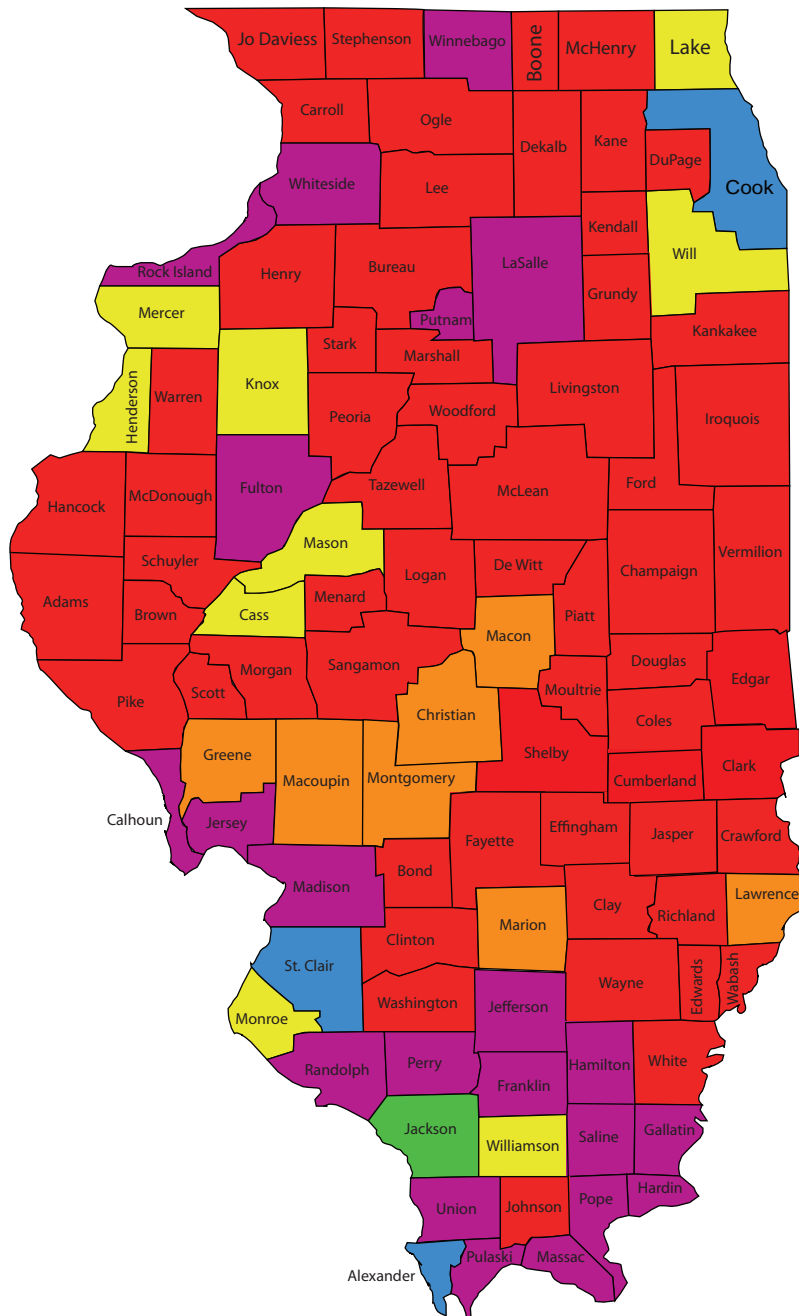 Jo Daviess
Stephenson
Winnebago
Boone
McHenry
Lake
Carroll
Ogle
Dekalb
Kane
DuPage
Cook
Whiteside
Lee
Kendall
Will
Rock Island
Henry
Bureau
LaSalle
Grundy
Mercer
Putnam
Kankakee
Stark
Marshall
Henderson
Warren
Knox
Peoria
Woodford
Livingston
Iroquois
Hancock
McDonough
Fulton
Tazewell
McLean
Ford
Mason
Schuyler
Logan
De Witt
Champaign
Vermilion
Adams
Brown
Cass
Menard
Macon
Piatt
Pike
Scott
Morgan
Sangamon
Moultrie
Douglas
Edgar
Christian
Coles
Greene
Macoupin
Montgomery
Shelby
Cumberland
Clark
Calhoun
Jersey
Fayette
Effingham
Jasper
Crawford
Madison
Bond
Clay
Richland
Lawrence
Marion
Clinton
St. Clair
Wayne
Edwards
Wabash
Monroe
Washington
Jefferson
Randolph
Perry
Hamilton
White
Franklin
Jackson
Williamson
Saline
Gallatin
Union
Johnson
Pope
Hardin
Alexander
Pulaski
Massac